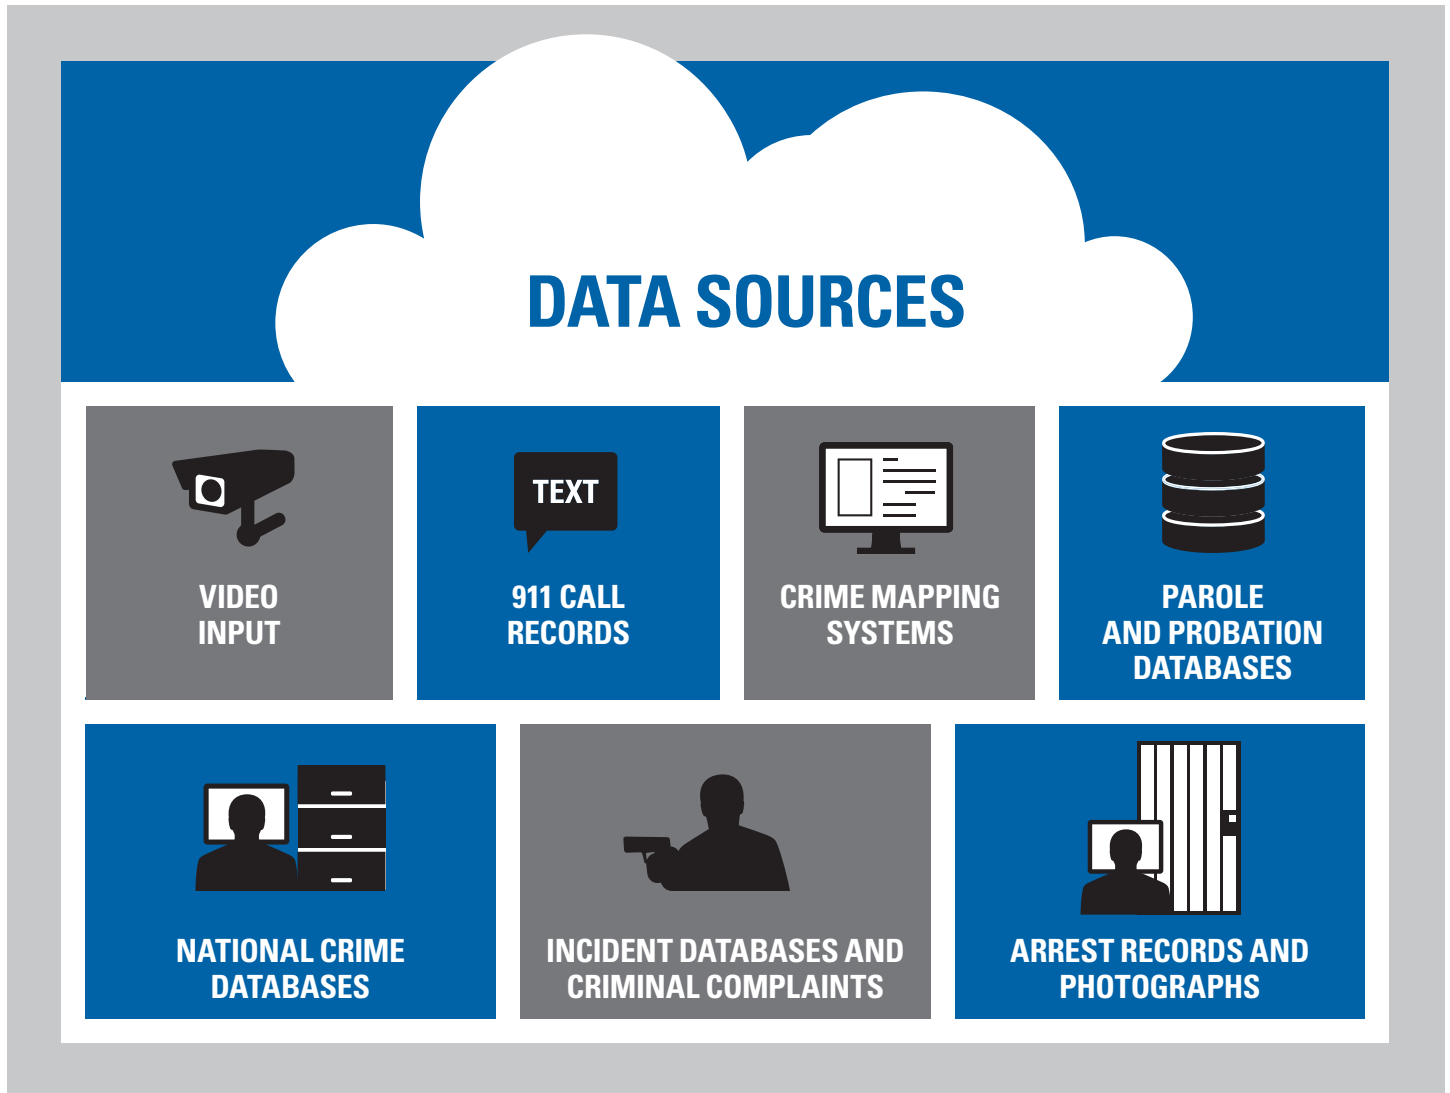 DATA SOURCES
VIDEO
INPUT
TEXT
911 CALL
RECORDS
CRIME MAPPING
SYSTEMS
PAROLE
AND PROBATION
DATABASES
NATIONAL CRIME
DATABASES
INCIDENT DATABASES AND
CRIMINAL COMPLAINTS
ARREST RECORDS AND
PHOTOGRAPHS